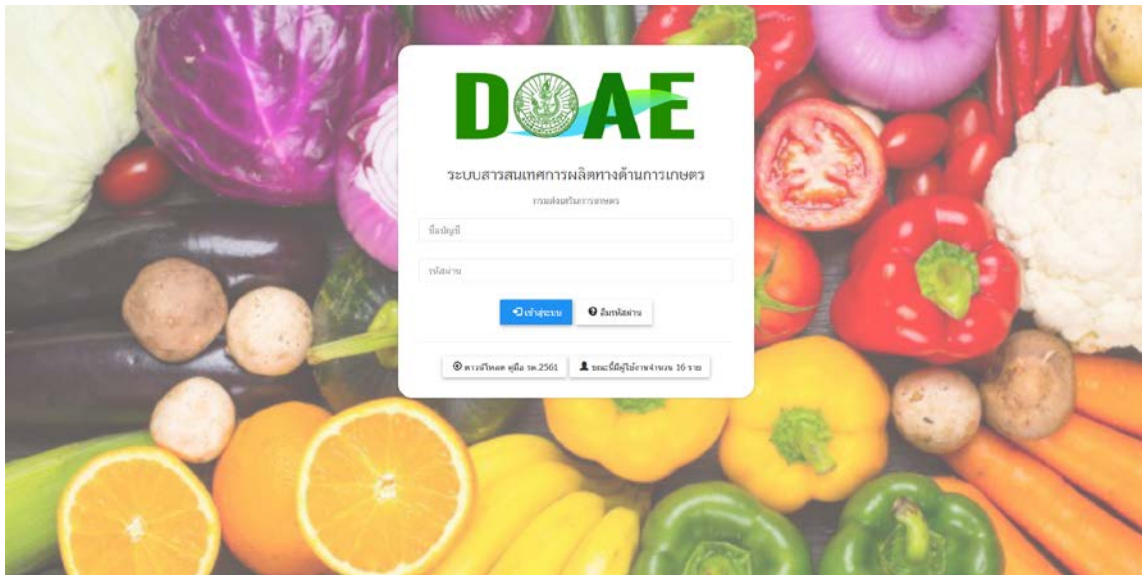 DOAE
ระบบสารสนเทศการผลิตทางด้านการเกษตร
กรมส่งเสริมการเกษตร
ชื่อบัญชี
รหัสผ่าน
เข้าสู่ระบบ ลืมรหัสผ่าน
ดาวน์โหลด คู่มือ รต.2561 ขณะนี้มีผู้ใช้งานจำนวน 16 ราย